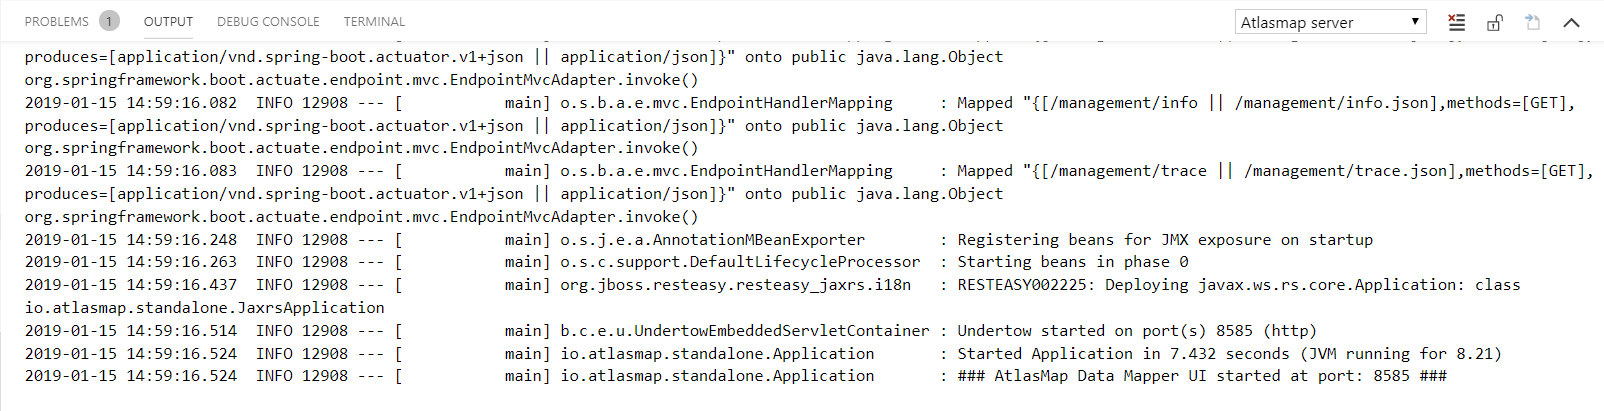 PROBLEMS 1 OUTPUT DEBUG CONSOLE TERMINAL Atlasmap server
produces=[application/vnd.spring-boot.actuator.v1+json || application/json]}" onto public java.lang.Object
org.springframework.boot.actuate.endpoint.mvc.EndpointMvcAdapter.invoke()
2019-01-15 14:59:16.082  INFO 12908 --- [           main] o.s.b.a.e.mvc.EndpointHandlerMapping     : Mapped "{[/management/info || /management/info.json],methods=[GET],
produces=[application/vnd.spring-boot.actuator.v1+json || application/json]}" onto public java.lang.Object
org.springframework.boot.actuate.endpoint.mvc.EndpointMvcAdapter.invoke()
2019-01-15 14:59:16.083  INFO 12908 --- [           main] o.s.b.a.e.mvc.EndpointHandlerMapping     : Mapped "{[/management/trace || /management/trace.json],methods=[GET],
produces=[application/vnd.spring-boot.actuator.v1+json || application/json]}" onto public java.lang.Object
org.springframework.boot.actuate.endpoint.mvc.EndpointMvcAdapter.invoke()
2019-01-15 14:59:16.248  INFO 12908 --- [           main] o.s.j.e.a.AnnotationMBeanExporter        : Registering beans for JMX exposure on startup
2019-01-15 14:59:16.263  INFO 12908 --- [           main] o.s.c.support.DefaultLifecycleProcessor  : Starting beans in phase 0
2019-01-15 14:59:16.437  INFO 12908 --- [           main] org.jboss.resteasy.resteasy_jaxrs.i18n   : RESTEASY002225: Deploying javax.ws.rs.core.Application: class
io.atlasmap.standalone.JaxrsApplication
2019-01-15 14:59:16.514  INFO 12908 --- [           main] b.c.e.u.UndertowEmbeddedServletContainer : Undertow started on port(s) 8585 (http)
2019-01-15 14:59:16.524  INFO 12908 --- [           main] io.atlasmap.standalone.Application       : Started Application in 7.432 seconds (JVM running for 8.21)
2019-01-15 14:59:16.524  INFO 12908 --- [           main] io.atlasmap.standalone.Application       : ### AtlasMap Data Mapper UI started at port: 8585 ###